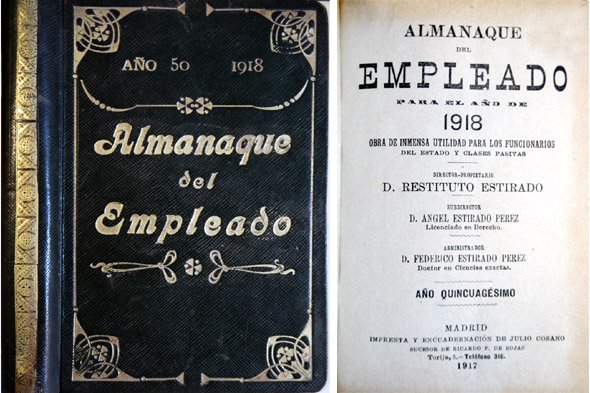 AÑO 50 1918
Almanaque
del
Empleado
ALMANAQUE
DEL
EMPLEADO
PARA EL AÑO DE
1918
OBRA DE INMENSA UTILIDAD PARA LOS FUNCIONARIOS
DEL ESTADO Y CLASES PASIVAS
DIRECTOR-PROPIETARIO
D. RESTITUTO ESTIRADO
SUBDIRECTOR
D. ANGEL ESTIRADO PEREZ
Licenciado en Derecho.
ADMINISTRADOR
D. FEDERICO ESTIRADO PEREZ
Doctor en Ciencias exactas.
AÑO QUINCUAGÉSIMO
MADRID
IMPRENTA Y ENCUADERNACIÓN DE JULIO COSANO
SUCESOR DE RICARDO F. DE ROJAS
Torija, 5.—Teléfono 316.
1917